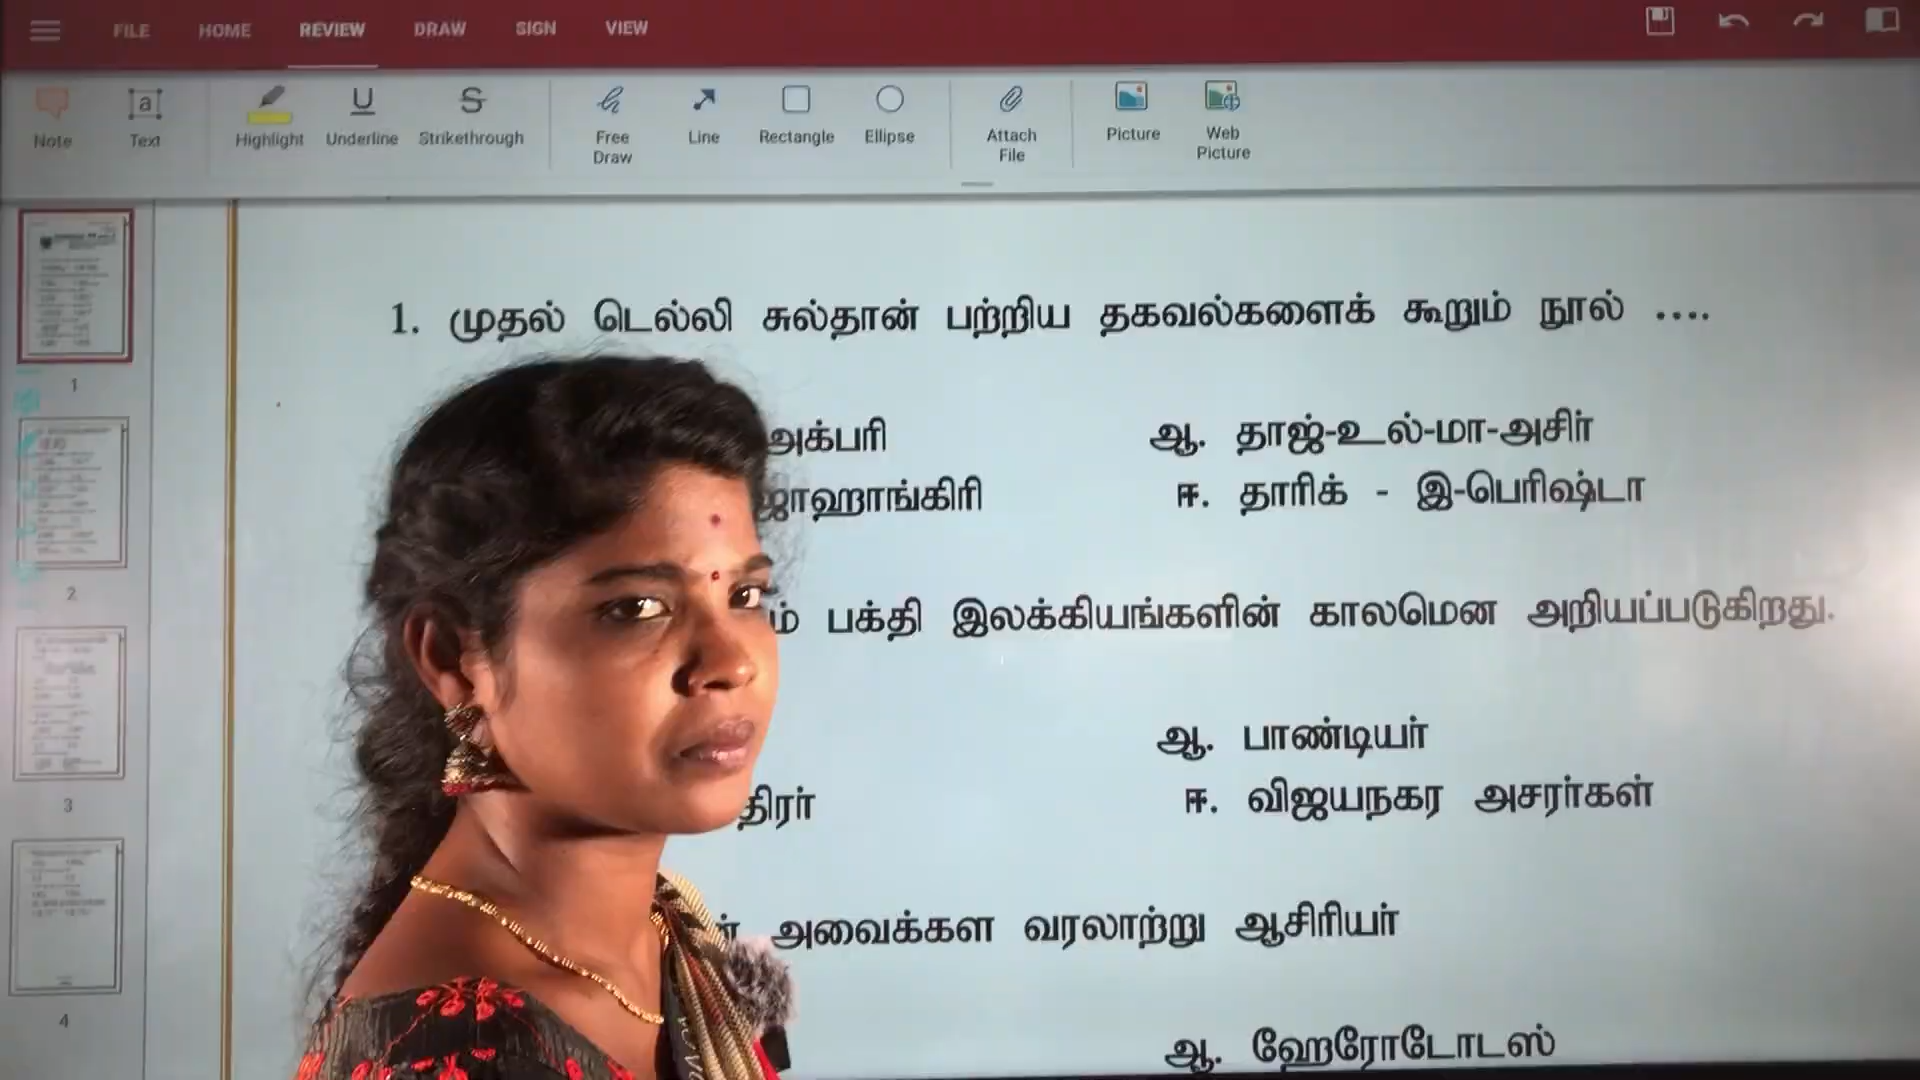 FILE HOME REVIEW DRAW SIGN VIEW
Note Text Highlight Underline Strikethrough Free Draw Line Rectangle Ellipse Attach File Picture Web Picture
1. முதல் டெல்லி சுல்தான் பற்றிய தகவல்களைக் கூறும் நூல் ....
அக்பரி ஆ. தாஜ்-உல்-மா-அசிர்
ஜாஹாங்கிரி ஈ. தாரிக் - இ-பெரிஷ்டா
பக்தி இலக்கியங்களின் காலமென அறியப்படுகிறது.
ஆ. பாண்டியர்
ஈ. விஜயநகர அசரர்கள்
அவைக்கள வரலாற்று ஆசிரியர்
ஆ. ஹேரோடோடஸ்
1
2
3
4